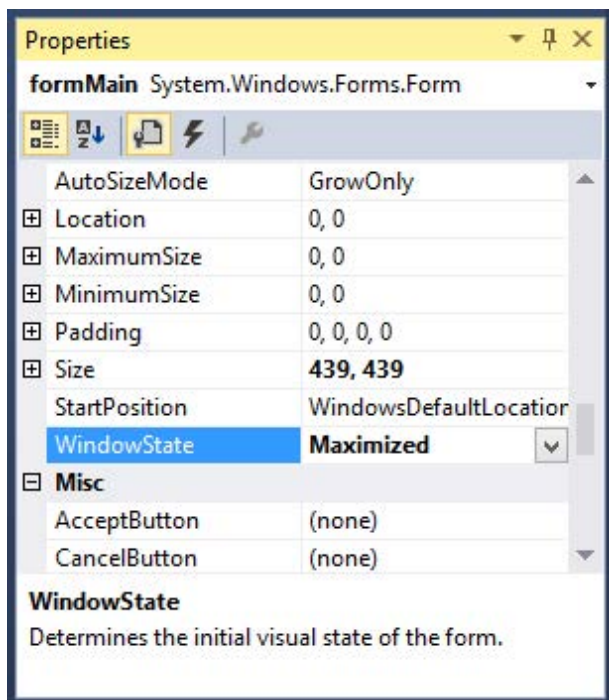 Properties
formMain System.Windows.Forms.Form
AutoSizeMode GrowOnly
Location 0, 0
MaximumSize 0, 0
MinimumSize 0, 0
Padding 0, 0, 0, 0
Size 439, 439
StartPosition WindowsDefaultLocation
WindowState Maximized
Misc
AcceptButton (none)
CancelButton (none)
WindowState
Determines the initial visual state of the form.